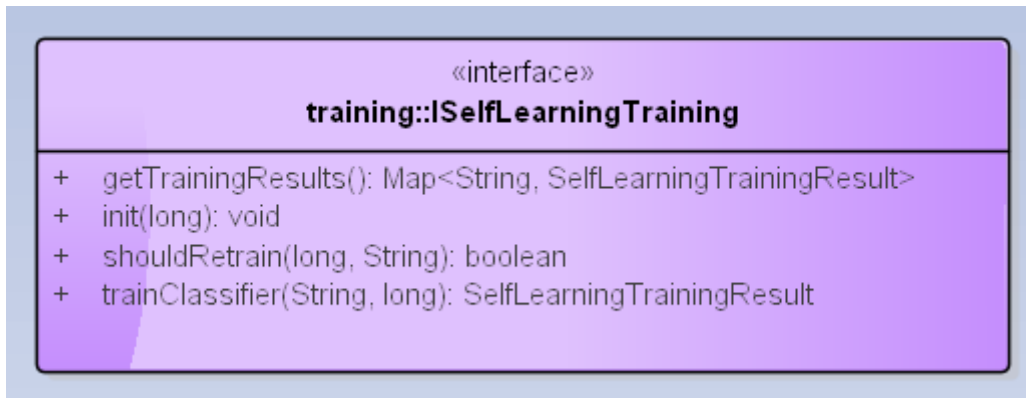 «interface»
training::ISelfLearningTraining
+ getTrainingResults(): Map<String, SelfLearningTrainingResult>
+ init(long): void
+ shouldRetrain(long, String): boolean
+ trainClassifier(String, long): SelfLearningTrainingResult